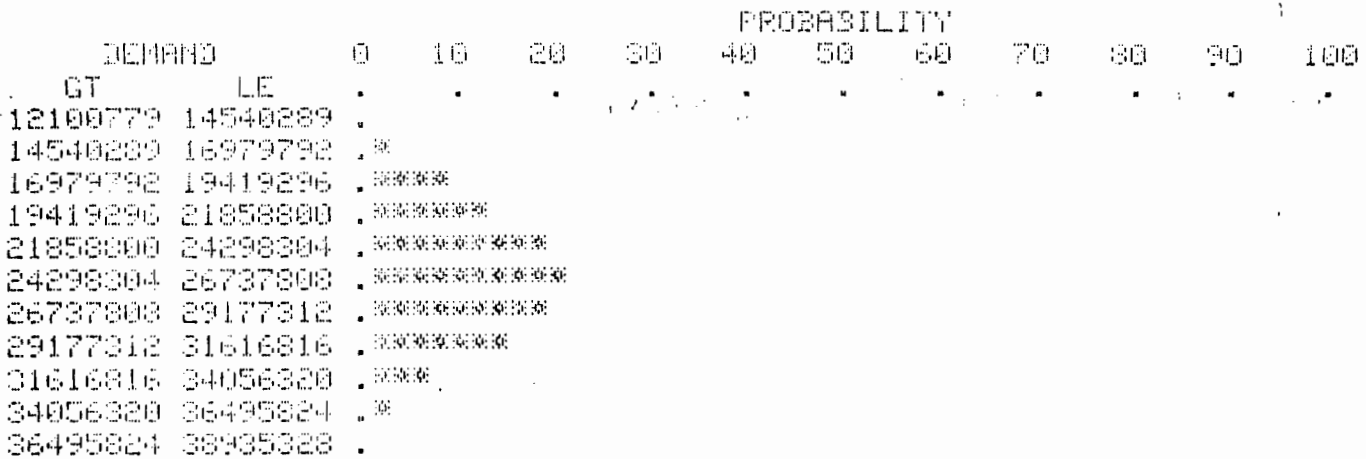 PROBABILITY
DEMAND 0 10 20 30 40 50 60 70 80 90 100
GT LE . . . . . . . . . . .
12100779 14540289 .
14540289 16979792 .*
16979792 19419296 .****
19419296 21858800 .******
21858800 24298304 .*********
24298304 26737808 .**********
26737808 29177312 .*********
29177312 31616816 .*******
31616816 34056320 .***
34056320 36495824 .*
36495824 38935328 .